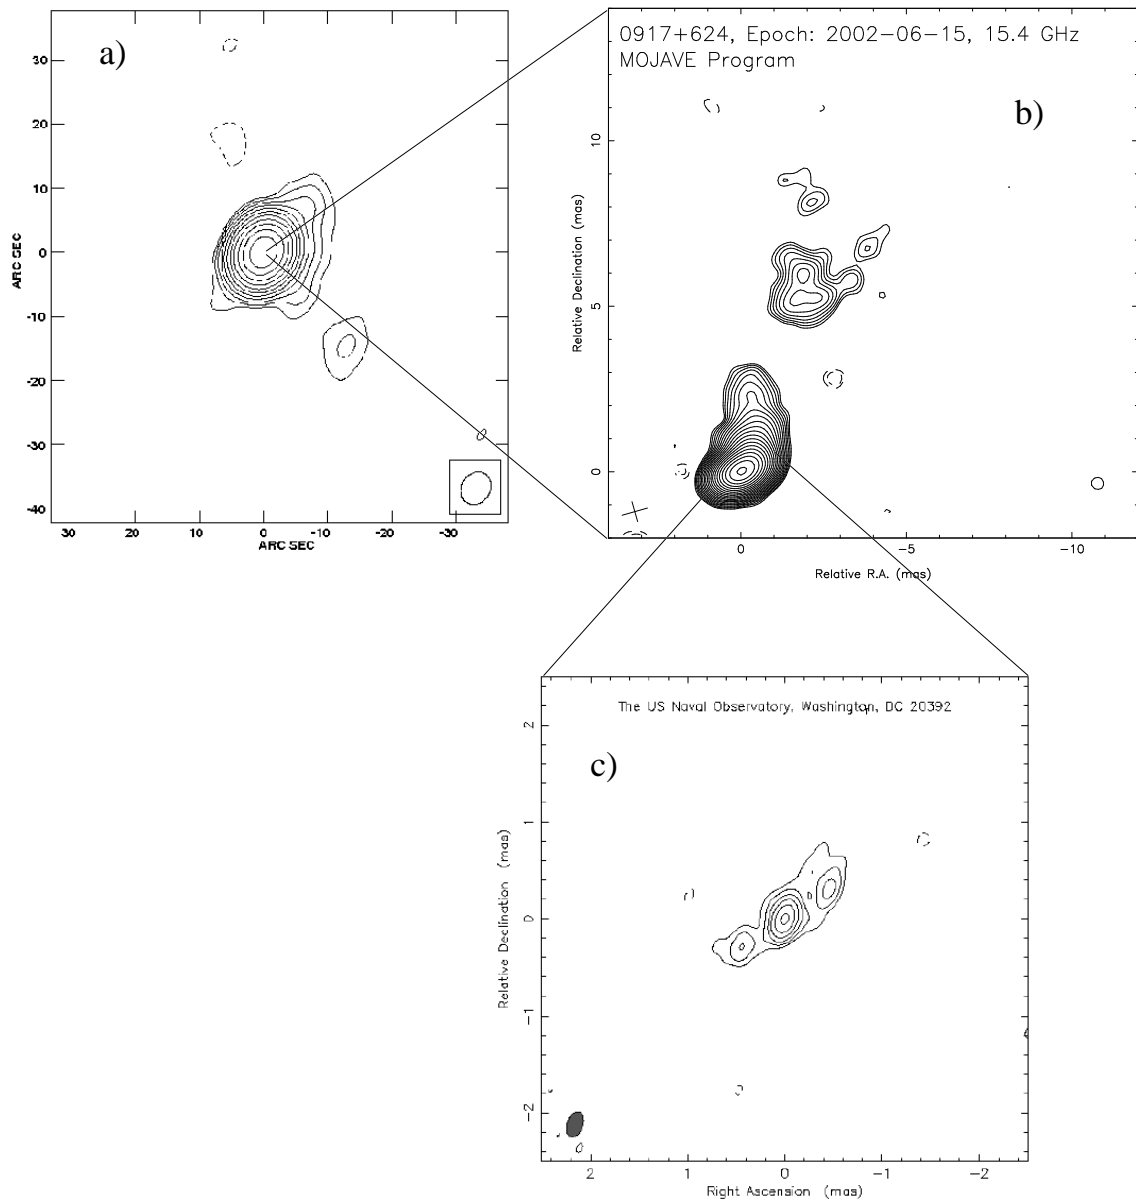 a)
30
20
10
0
-10
-20
-30
-40
ARC SEC
30 20 10 0 -10 -20 -30
ARC SEC
0917+624, Epoch: 2002-06-15, 15.4 GHz
MOJAVE Program
b)
10
5
0
Relative Declination (mas)
0 -5 -10
Relative R.A. (mas)
The US Naval Observatory, Washington, DC 20392
c)
2
1
0
-1
-2
Relative Declination (mas)
2 1 0 -1 -2
Right Ascension (mas)